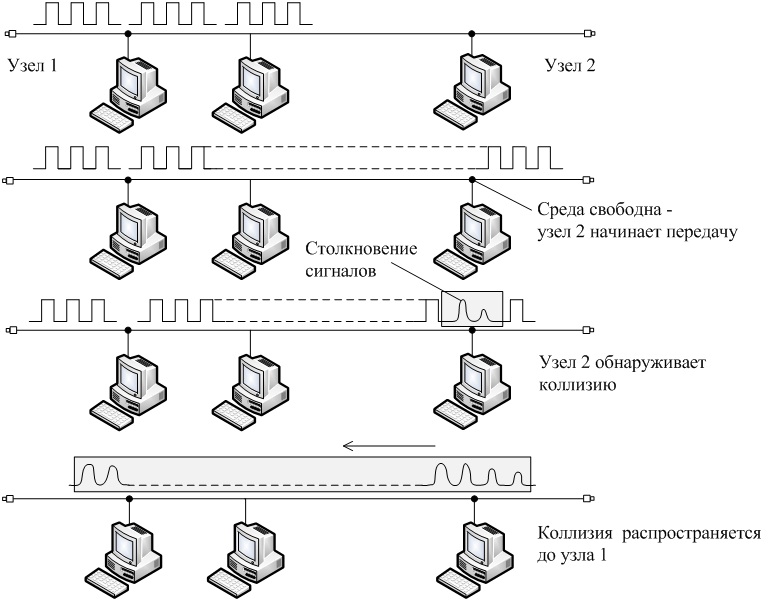 Узел 1
Узел 2
Среда свободна -
узел 2 начинает передачу
Столкновение
сигналов
Узел 2 обнаруживает
коллизию
Коллизия распространяется
до узла 1